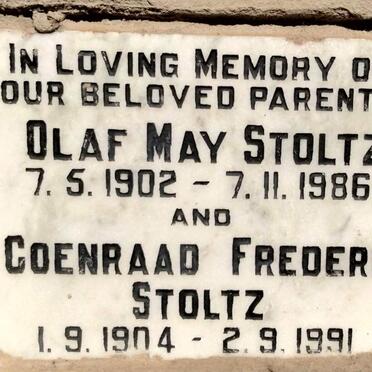 IN LOVING MEMORY O
OUR BELOVED PARENT
OLAF MAY STOLTZ
7.5.1902 - 7.11.1986
AND
COENRAAD FREDER
STOLTZ
1.9.1904 - 2.9.1991